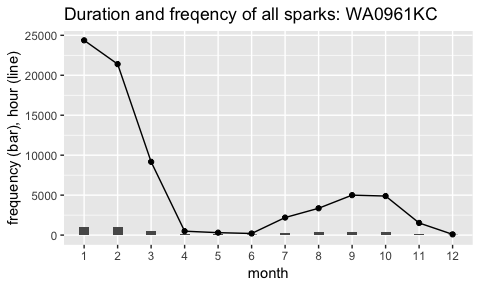 Duration and freqency of all sparks: WA0961KC
frequency (bar), hour (line)
25000
20000
15000
10000
5000
0
1 2 3 4 5 6 7 8 9 10 11 12
month